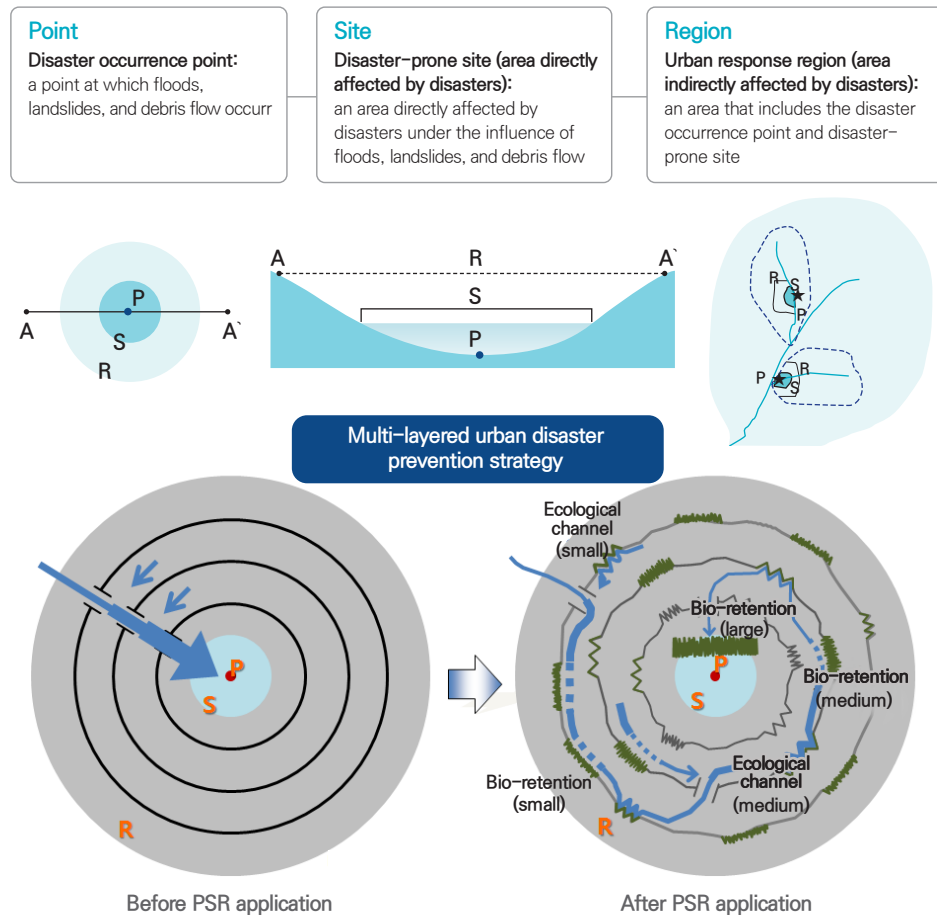 Point
Disaster occurrence point:
a point at which floods,
landslides, and debris flow occurr
Site
Disaster-prone site (area directly
affected by disasters):
an area directly affected by
disasters under the influence of
floods, landslides, and debris flow
Region
Urban response region (area
indirectly affected by disasters):
an area that includes the disaster
occurrence point and disaster-
prone site
P
A
A`
S
R
A
R
A`
S
P
R
S
P
P
R
S
Multi-layered urban disaster
prevention strategy
P
S
R
Before PSR application
Ecological
channel
(small)
Bio-retention
(large)
P
S
Bio-retention
(medium)
Ecological
channel
(medium)
Bio-retention
(small)
R
After PSR application